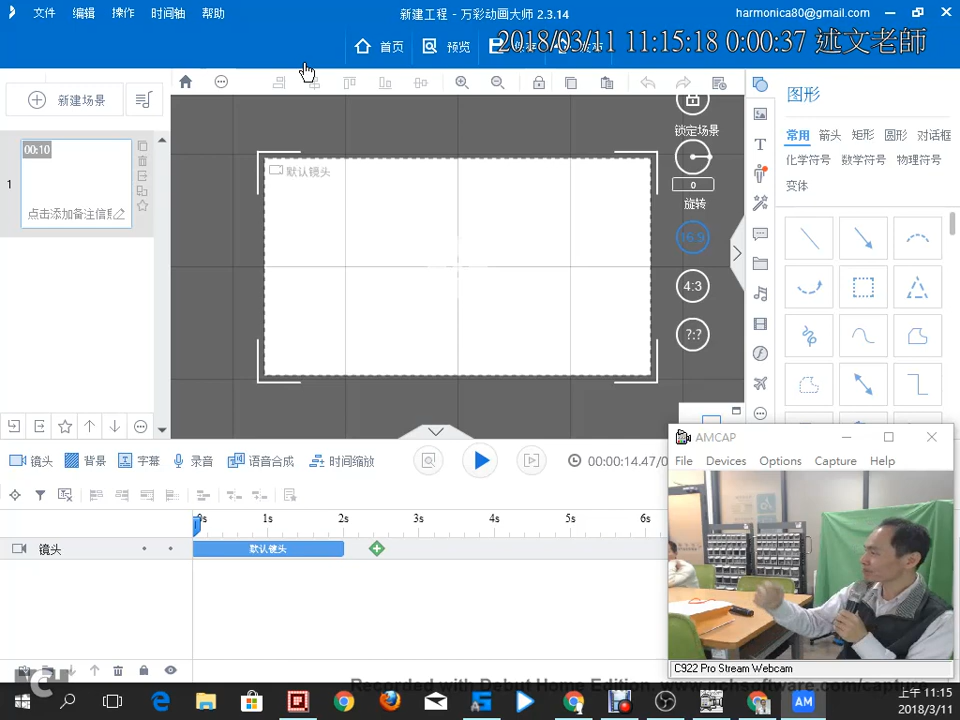 文件 编辑 操作 时间轴 帮助 新建工程 - 万彩动画大师 2.3.14 harmonica80@gmail.com
2018/03/11 11:15:18 0:00:37 述文老師
首页 预览
新建场景
00:10
1
点击添加备注信息
默认镜头
锁定场景
0
旋转
16:9
4:3
?:?
图形
常用 箭头 矩形 圆形 对话框
化学符号 数学符号 物理符号
变体
镜头 背景 字幕 录音 语音合成 时间缩放 00:00:14.47/0
0s 1s 2s 3s 4s 5s 6s
镜头 默认镜头
AMCAP
File Devices Options Capture Help
C922 Pro Stream Webcam
NCH
Recorded with Debut Home Edition. www.nchsoftware.com/capture
AM
上午 11:15
2018/3/11